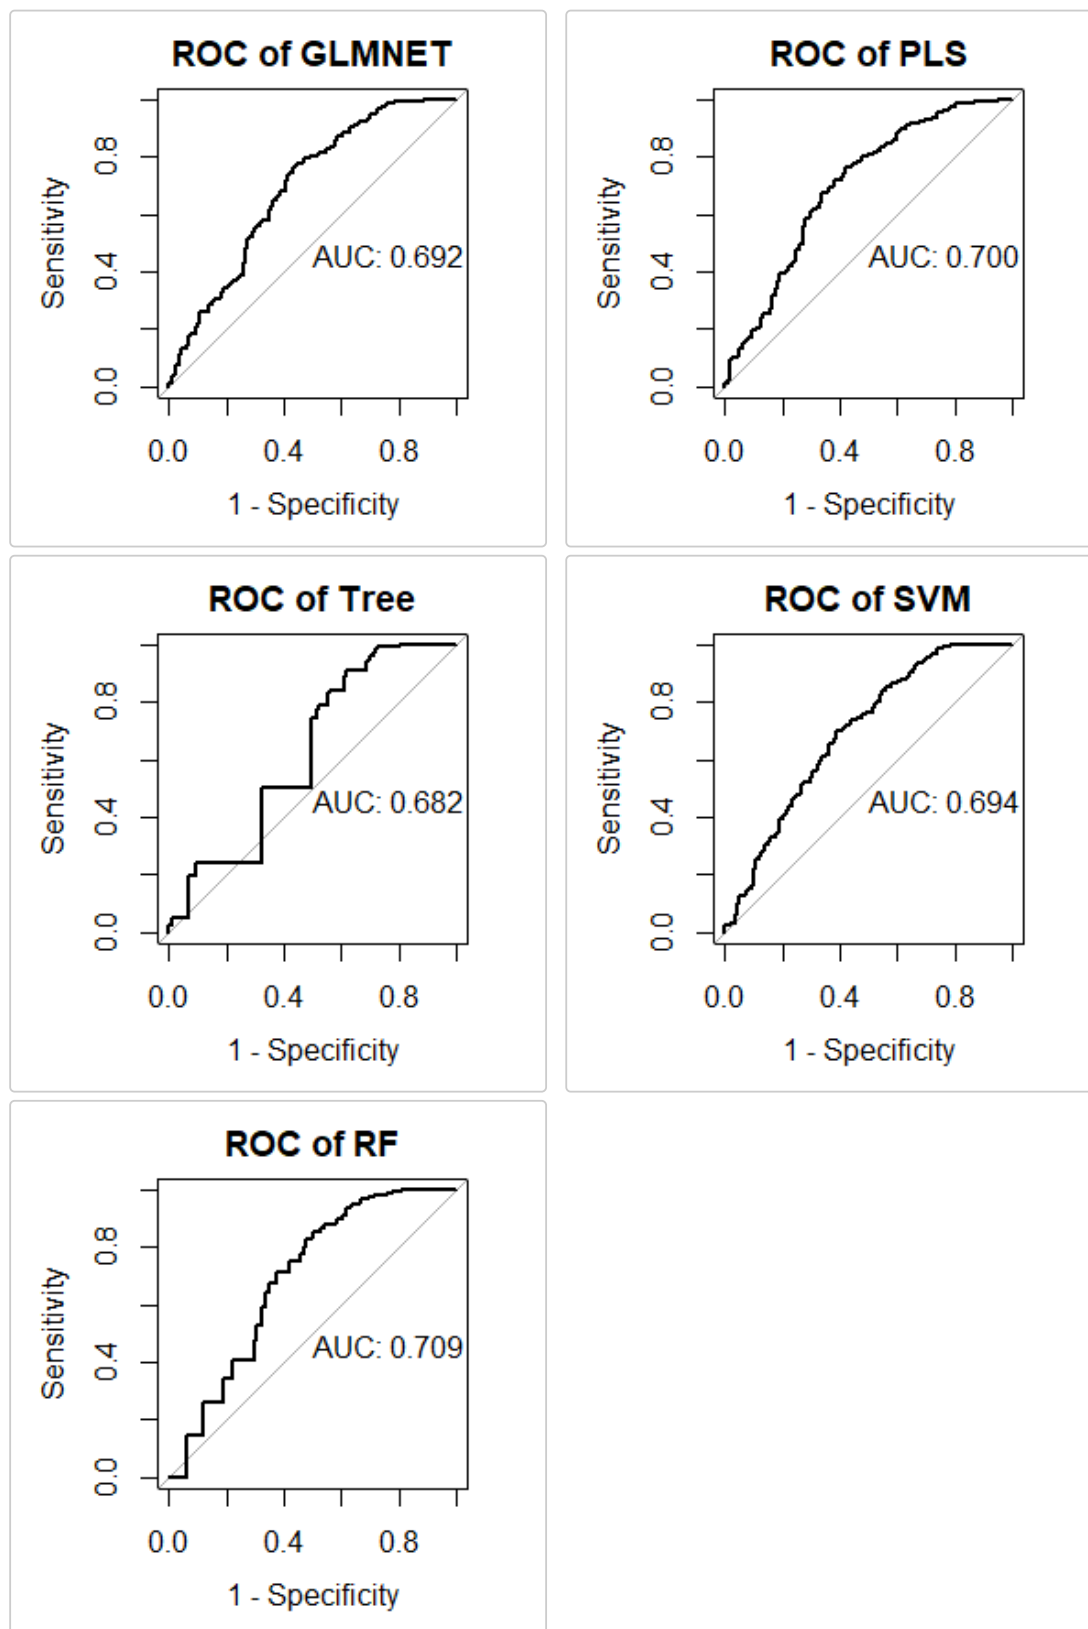 ROC of GLMNET
Sensitivity
0.0 0.4 0.8
AUC: 0.692
0.0 0.4 0.8
1 - Specificity
ROC of PLS
Sensitivity
0.0 0.4 0.8
AUC: 0.700
0.0 0.4 0.8
1 - Specificity
ROC of Tree
Sensitivity
0.0 0.4 0.8
AUC: 0.682
0.0 0.4 0.8
1 - Specificity
ROC of SVM
Sensitivity
0.0 0.4 0.8
AUC: 0.694
0.0 0.4 0.8
1 - Specificity
ROC of RF
Sensitivity
0.0 0.4 0.8
AUC: 0.709
0.0 0.4 0.8
1 - Specificity